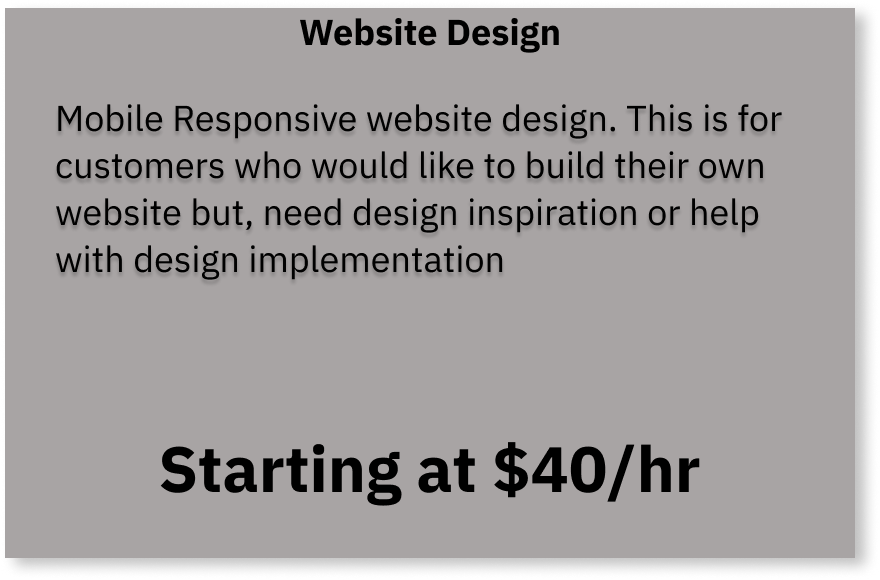 Website Design
Mobile Responsive website design. This is for
customers who would like to build their own
website but, need design inspiration or help
with design implementation
Starting at $40/hr